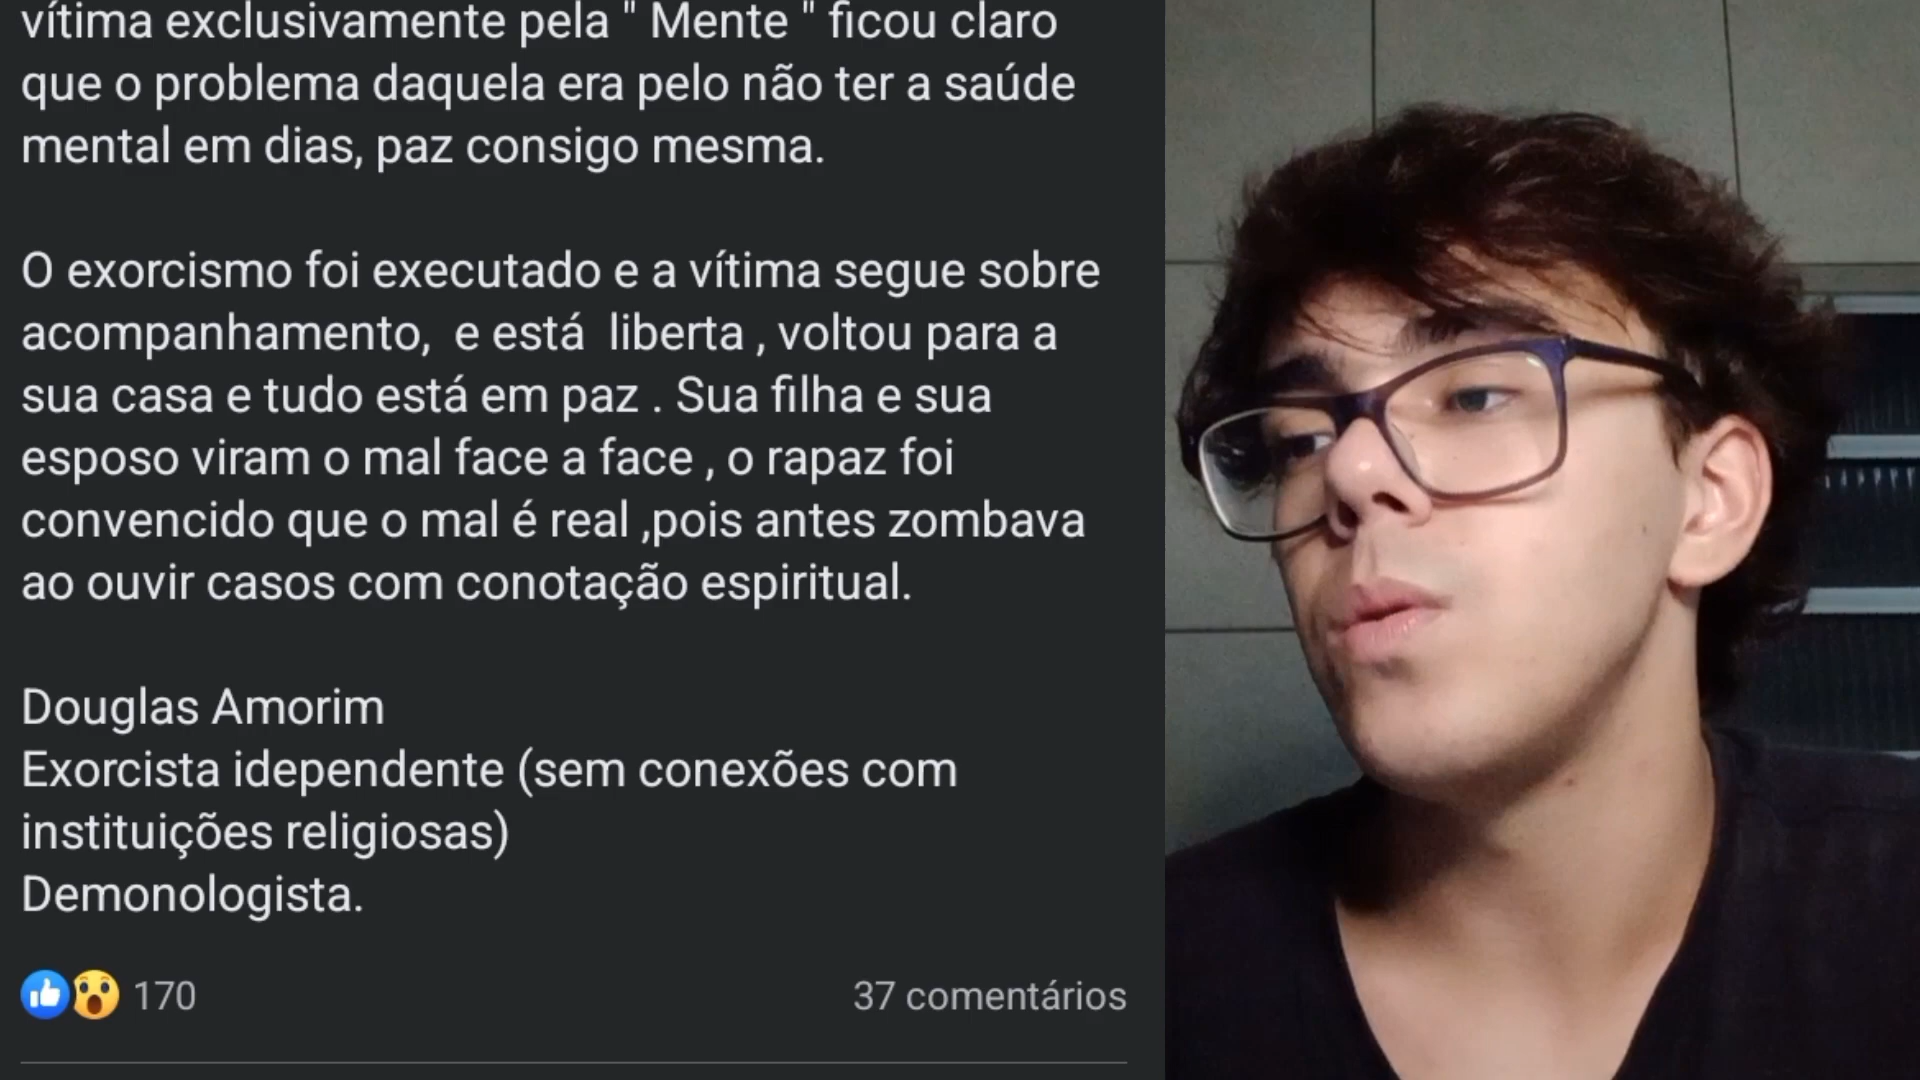 vítima exclusivamente pela " Mente " ficou claro
que o problema daquela era pelo não ter a saúde
mental em dias, paz consigo mesma.
O exorcismo foi executado e a vítima segue sobre
acompanhamento,  e está  liberta , voltou para a
sua casa e tudo está em paz . Sua filha e sua
esposo viram o mal face a face , o rapaz foi
convencido que o mal é real ,pois antes zombava
ao ouvir casos com conotação espiritual.
Douglas Amorim
Exorcista idependente (sem conexões com
instituições religiosas)
Demonologista.
170
37 comentários